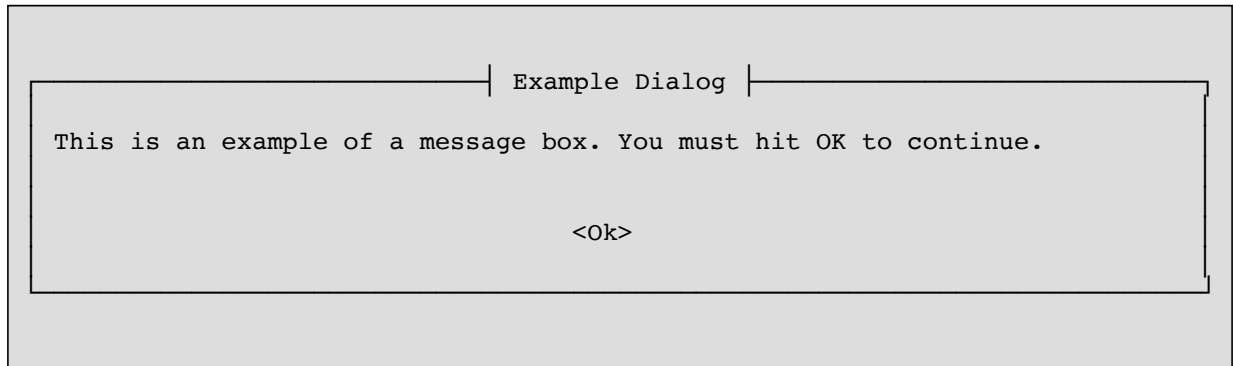 Example Dialog
This is an example of a message box. You must hit OK to continue.
<Ok>